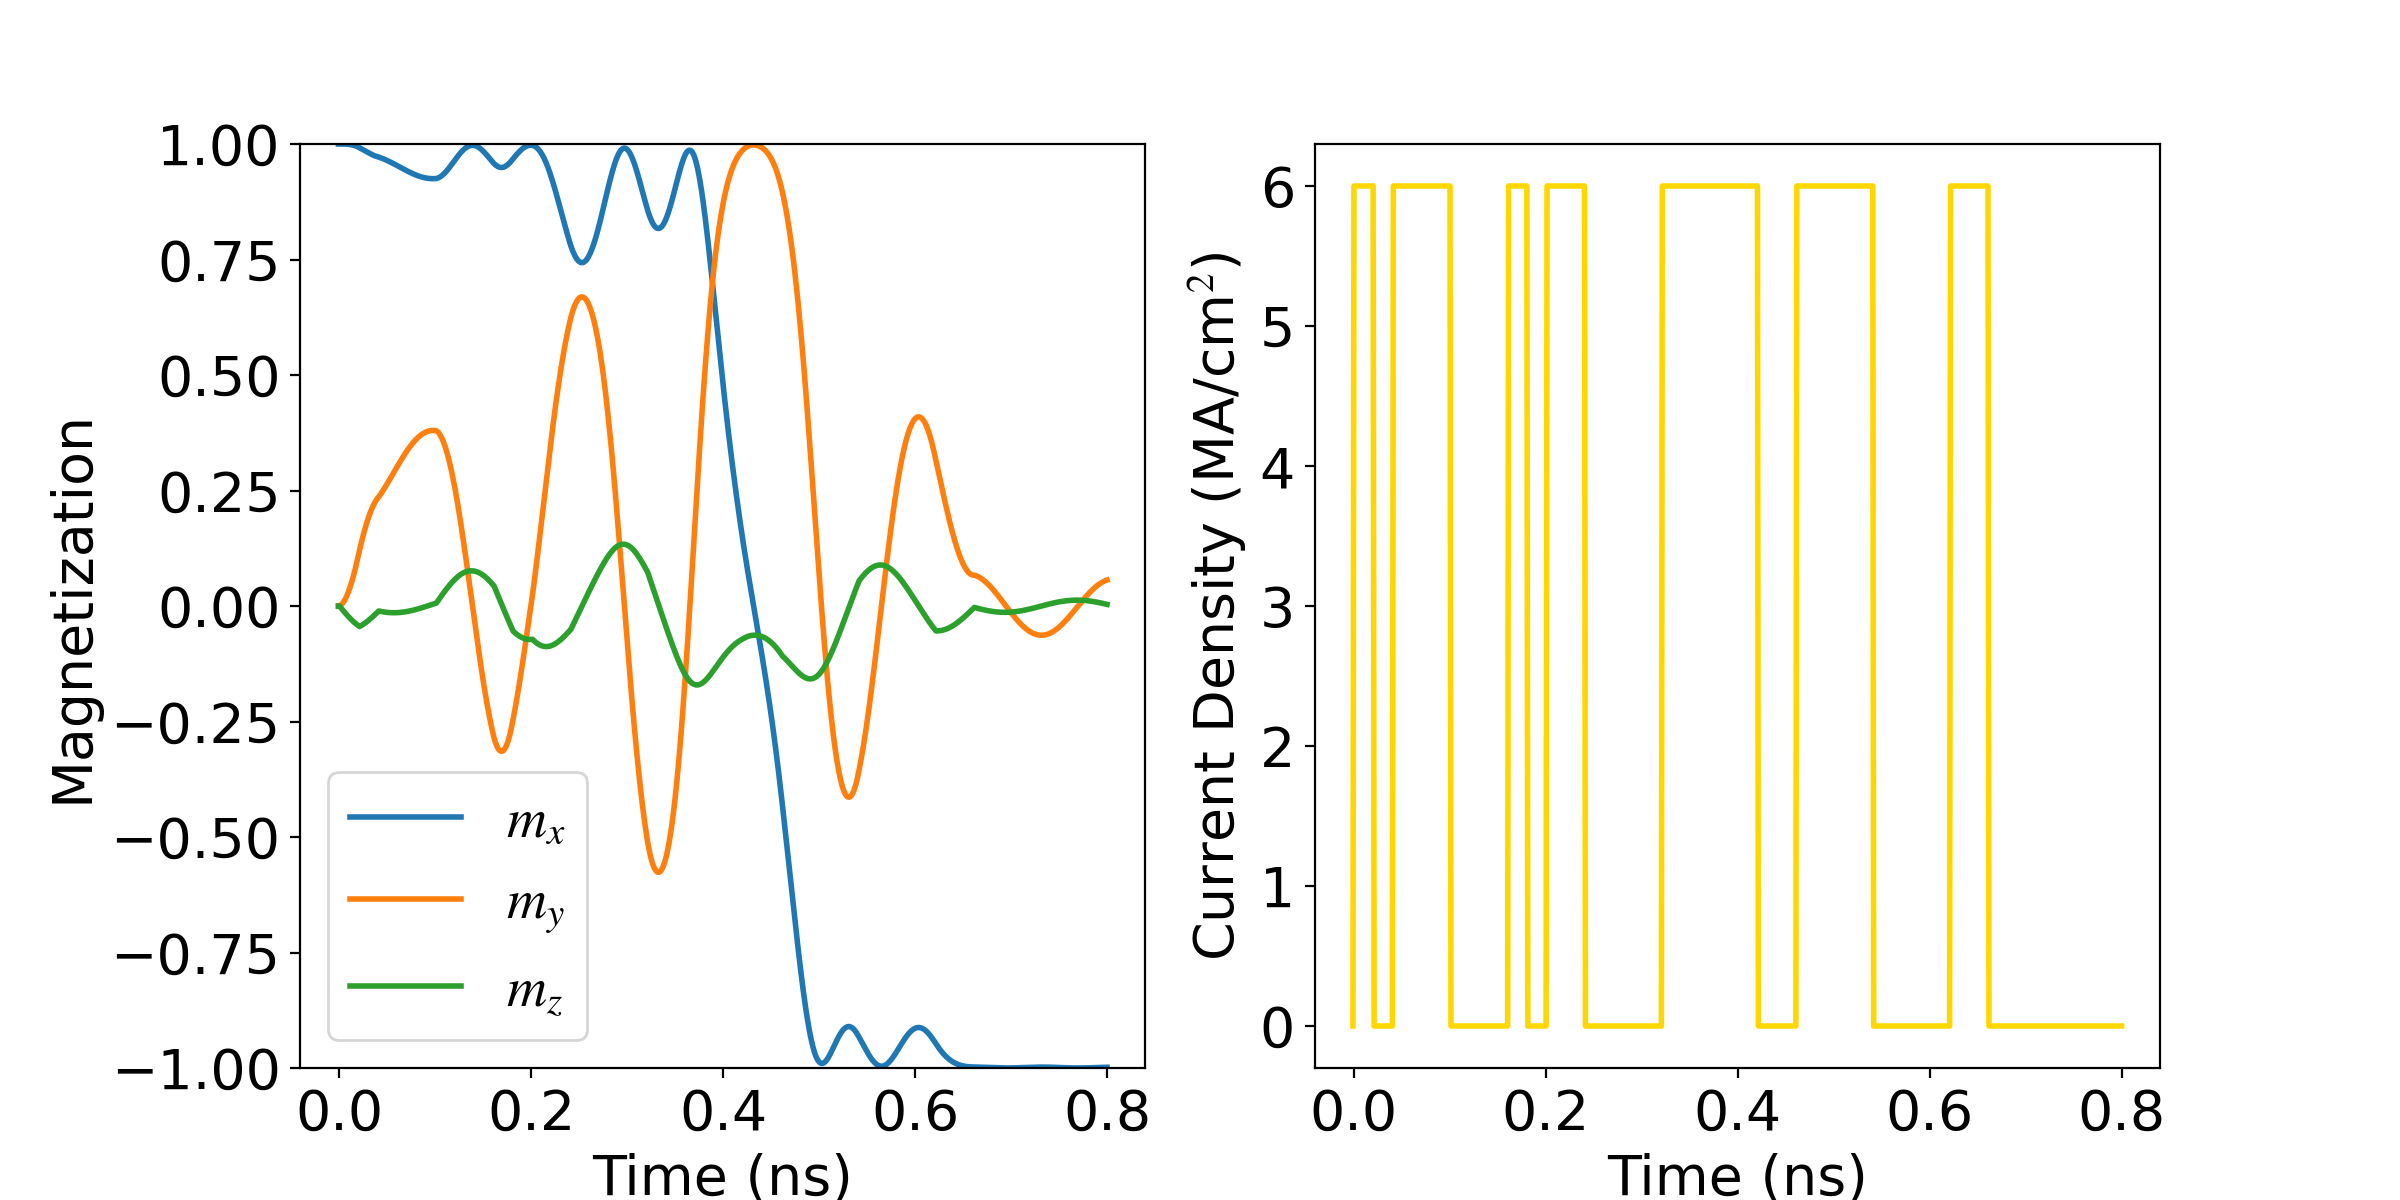 1.00
0.75
0.50
0.25
0.00
−0.25
−0.50
−0.75
−1.00
Magnetization
m_x
m_y
m_z
0.0 0.2 0.4 0.6 0.8
Time (ns)
6
5
4
3
2
1
0
Current Density (MA/cm²)
0.0 0.2 0.4 0.6 0.8
Time (ns)